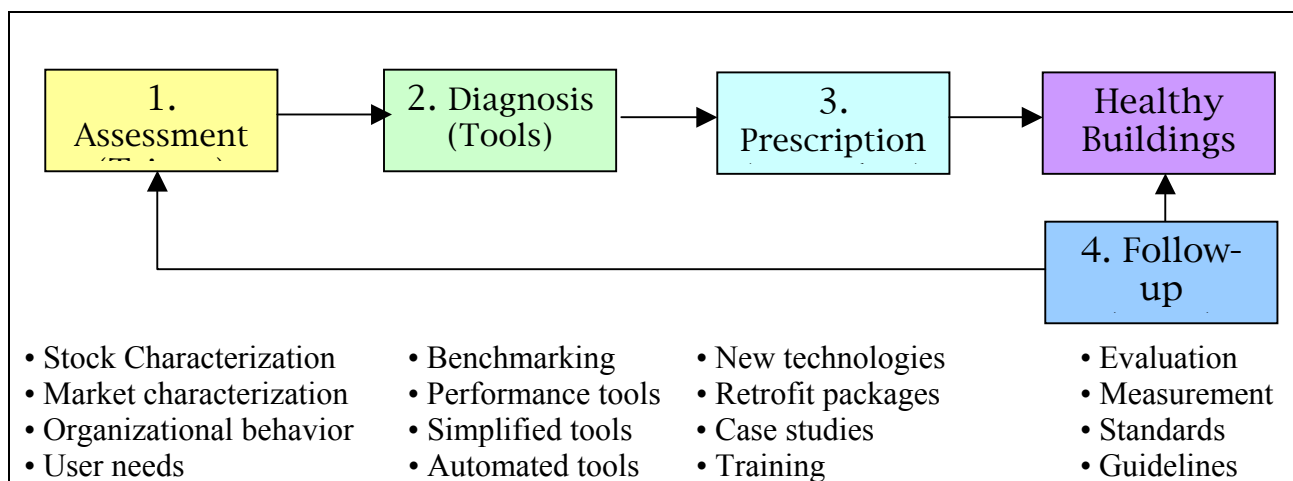 1.
Assessment
2. Diagnosis
(Tools)
3.
Prescription
Healthy
Buildings
4. Follow-
up
• Stock Characterization
• Market characterization
• Organizational behavior
• User needs
• Benchmarking
• Performance tools
• Simplified tools
• Automated tools
• New technologies
• Retrofit packages
• Case studies
• Training
• Evaluation
• Measurement
• Standards
• Guidelines